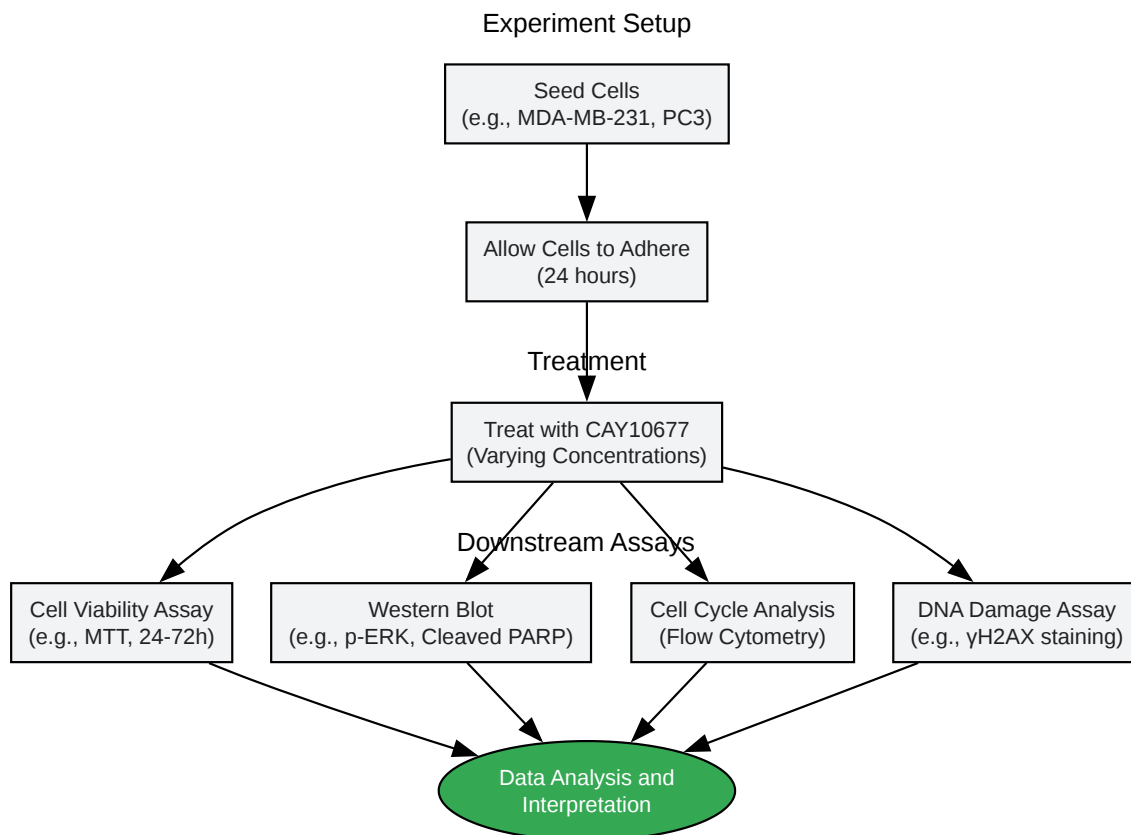 Experiment Setup
Seed Cells
(e.g., MDA-MB-231, PC3)
Allow Cells to Adhere
(24 hours)
Treatment
Treat with CAY10677
(Varying Concentrations)
Downstream Assays
Cell Viability Assay
(e.g., MTT, 24-72h)
Western Blot
(e.g., p-ERK, Cleaved PARP)
Cell Cycle Analysis
(Flow Cytometry)
DNA Damage Assay
(e.g., γH2AX staining)
Data Analysis and
Interpretation